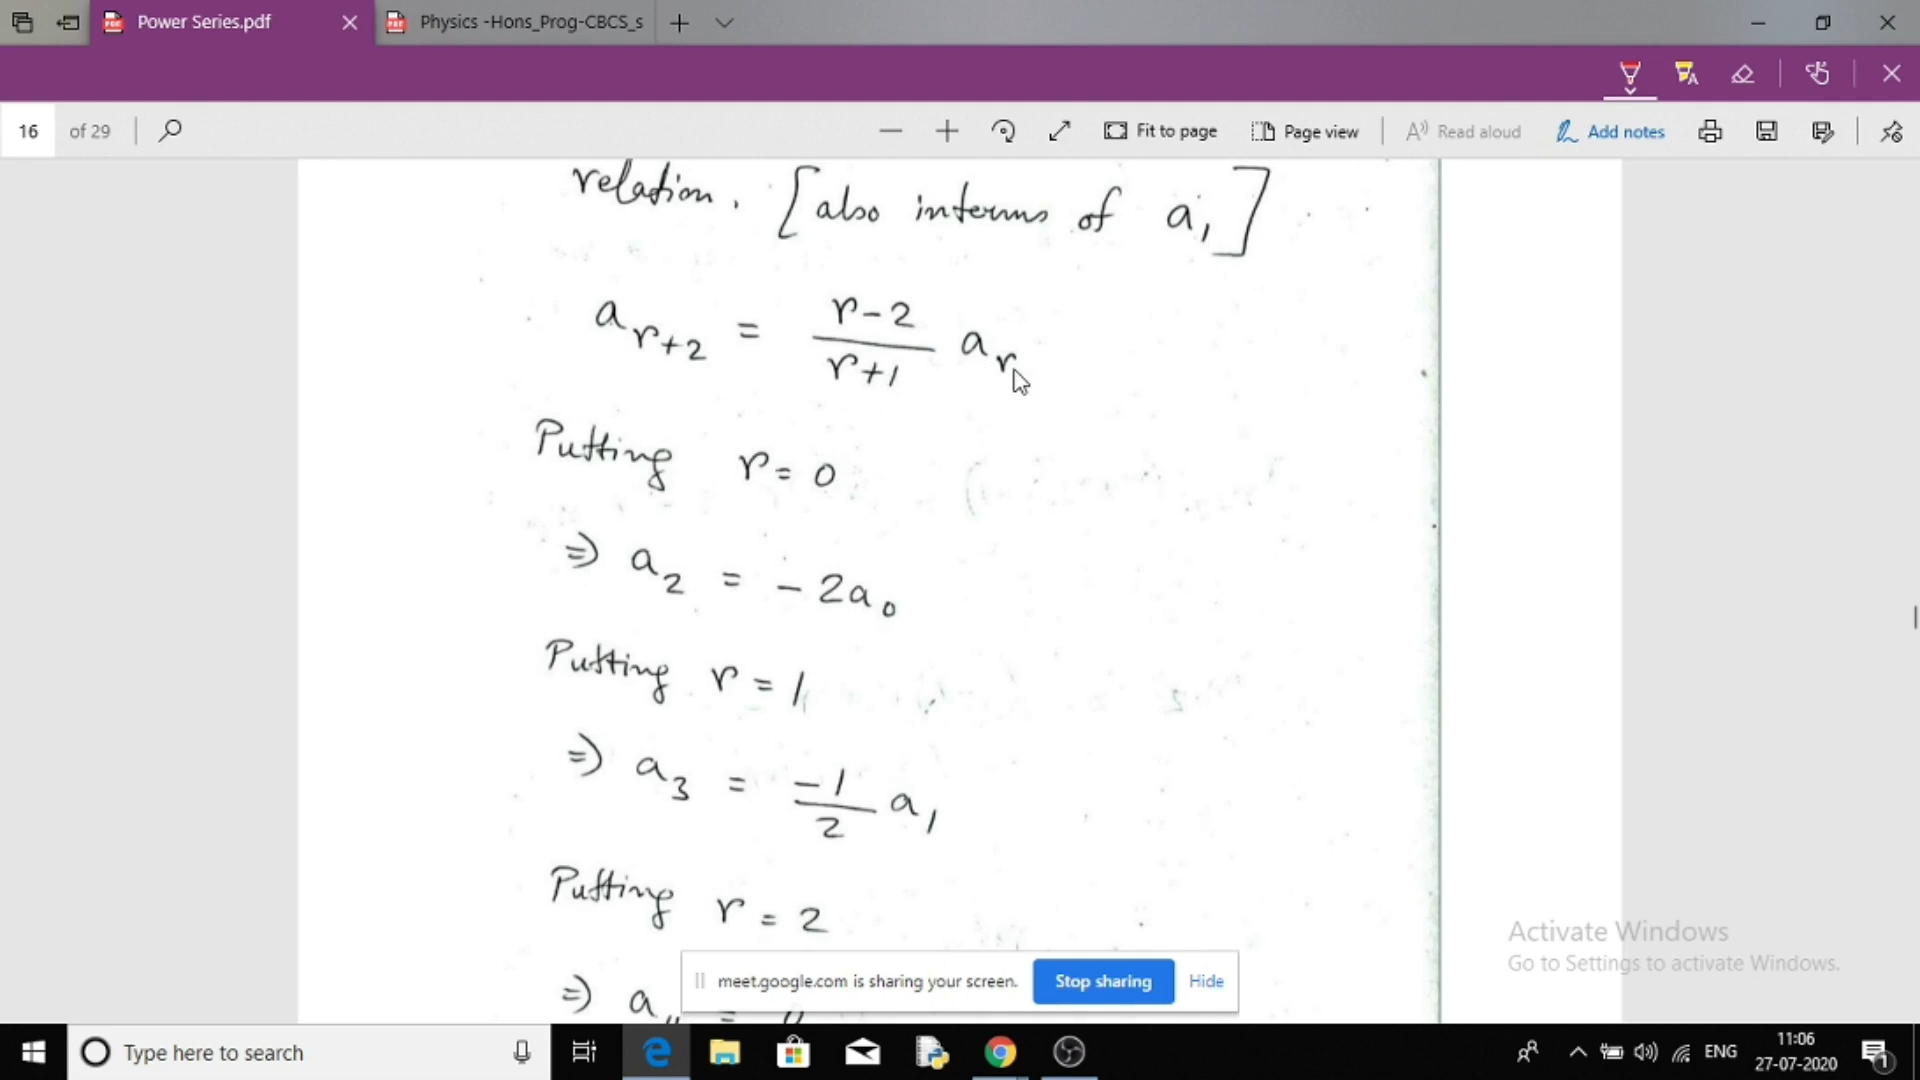 Power Series.pdf
Physics -Hons_Prog-CBCS_s
16 of 29
Fit to page
Page view
Read aloud
Add notes
relation. [also interms of a₁]
aᵣ₊₂ = (r-2)/(r+1) aᵣ
Putting r = 0
⇒ a₂ = - 2a₀
Putting r = 1
⇒ a₃ = -1/2 a₁
Putting r = 2
Activate Windows
Go to Settings to activate Windows.
meet.google.com is sharing your screen. Stop sharing Hide
Type here to search
ENG
11:06
27-07-2020
1